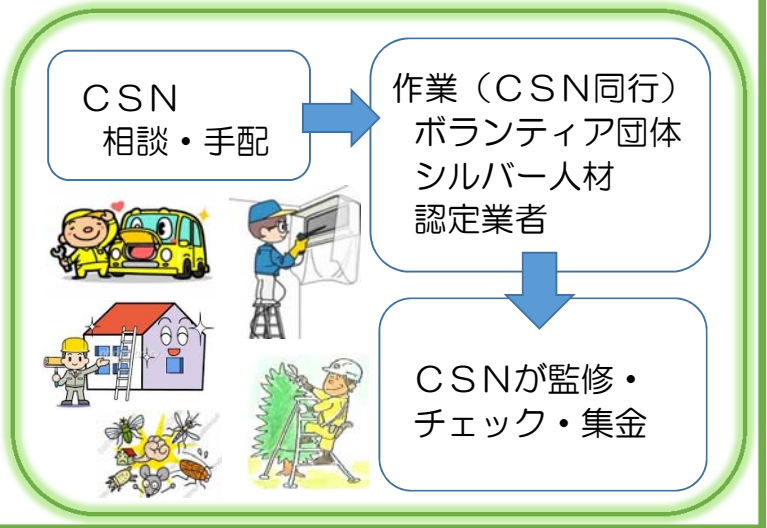 ＣＳＮ
相談・手配
作業（ＣＳＮ同行）
ボランティア団体
シルバー人材
認定業者
ＣＳＮが監修・
チェック・集金